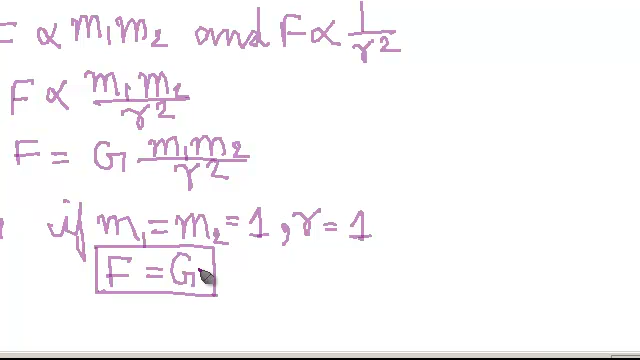 F ∝ m₁m₂ and F ∝ 1/r²
F ∝ m₁m₂/r²
F = G m₁m₂/r²
if m₁ = m₂ = 1, r = 1
F = G